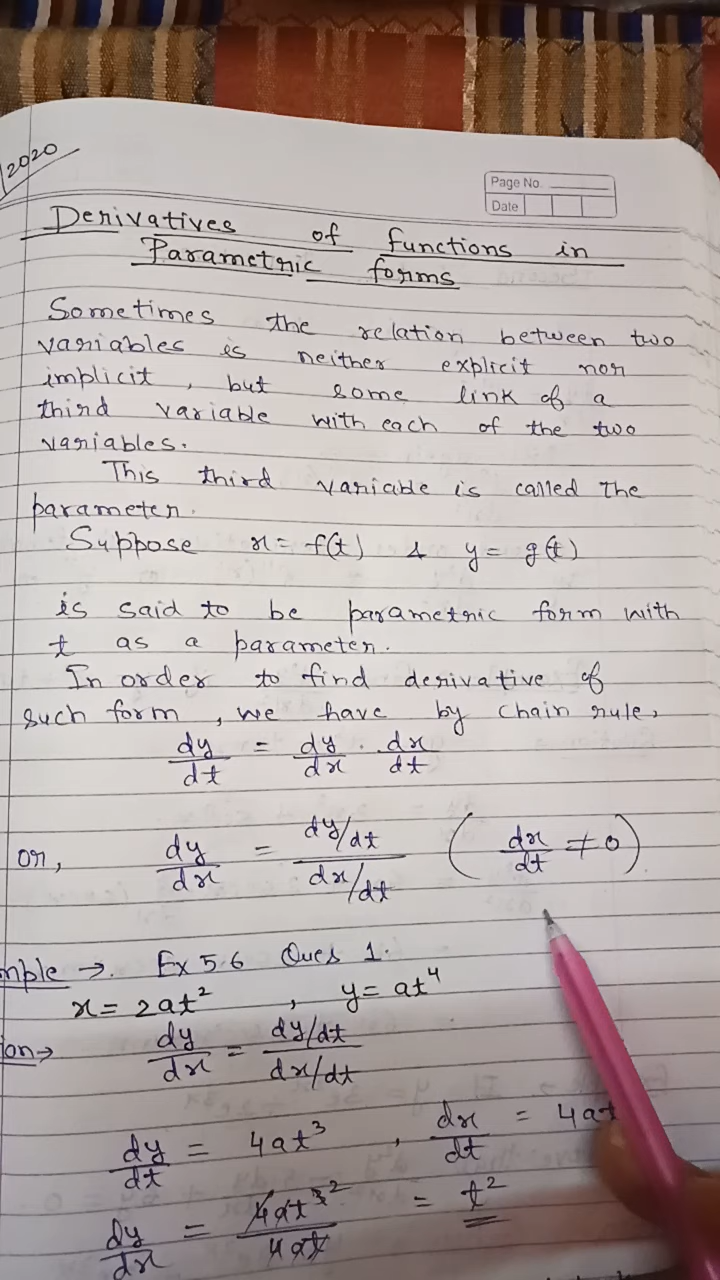 2020
Page No.
Date
Derivatives of functions in
Parametric forms
Sometimes the relation between two
variables is neither explicit nor
implicit, but some link of a
third variable with each of the two
variables.
This third variable is called the
parameter.
Suppose x = f(t) & y = g(t)
is said to be parametric form with
t as a parameter.
In order to find derivative of
such form, we have by chain rule,
dy/dt = dy/dx . dx/dt
or, dy/dx = (dy/dt)/(dx/dt) (dx/dt ≠ 0)
mple → Ex 5.6 Ques 1.
x = 2at², y = at⁴
on → dy/dx = (dy/dt)/(dx/dt)
dy/dt = 4at³, dx/dt = 4at
dy/dx = 4at³ ²/4at = t²